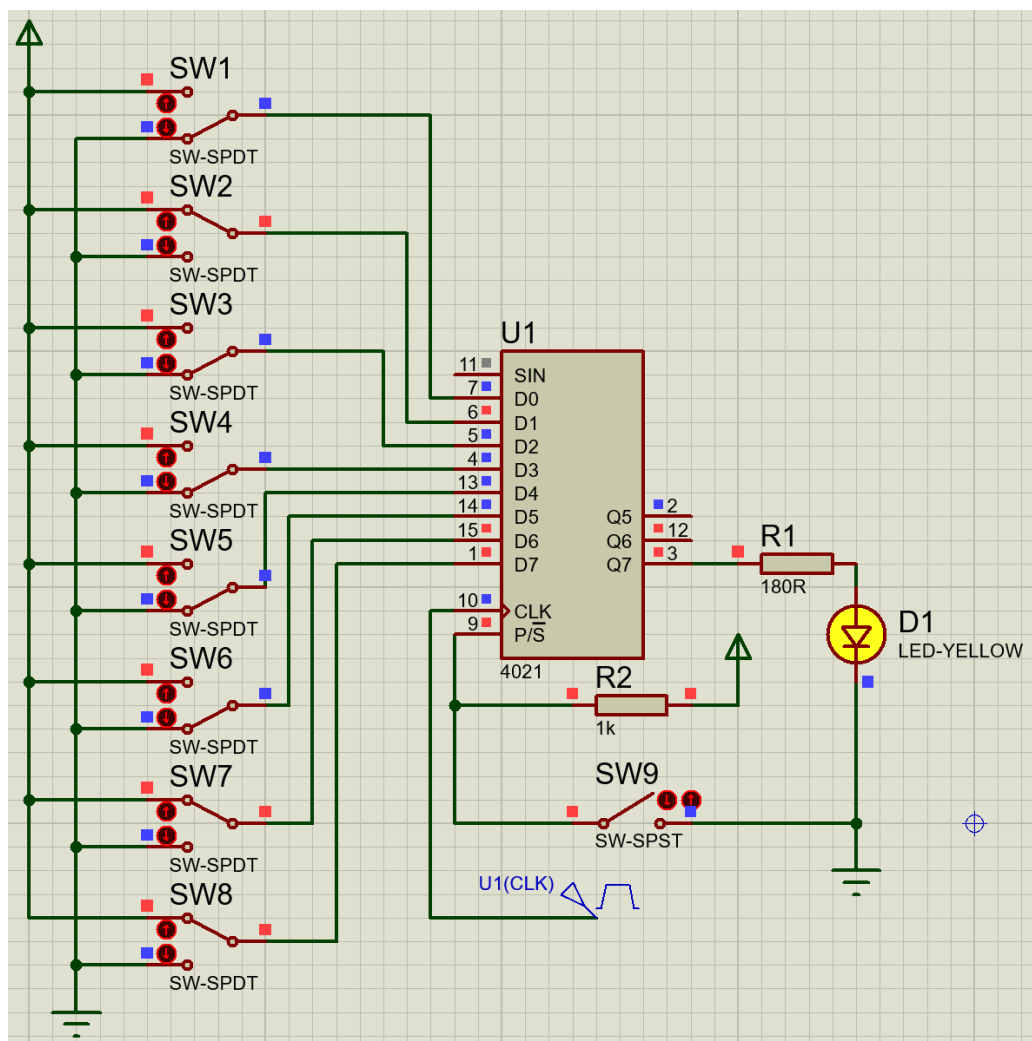 SW1
SW-SPDT
SW2
SW-SPDT
SW3
SW-SPDT
SW4
SW-SPDT
SW5
SW-SPDT
SW6
SW-SPDT
SW7
SW-SPDT
SW8
SW-SPDT
U1
11 SIN
7 D0
6 D1
5 D2
4 D3
13 D4
14 D5
15 D6
1 D7
10 CLK
9 P/S
Q5 2
Q6 12
Q7 3
4021
R1
180R
D1
LED-YELLOW
R2
1k
SW9
SW-SPST
U1(CLK)